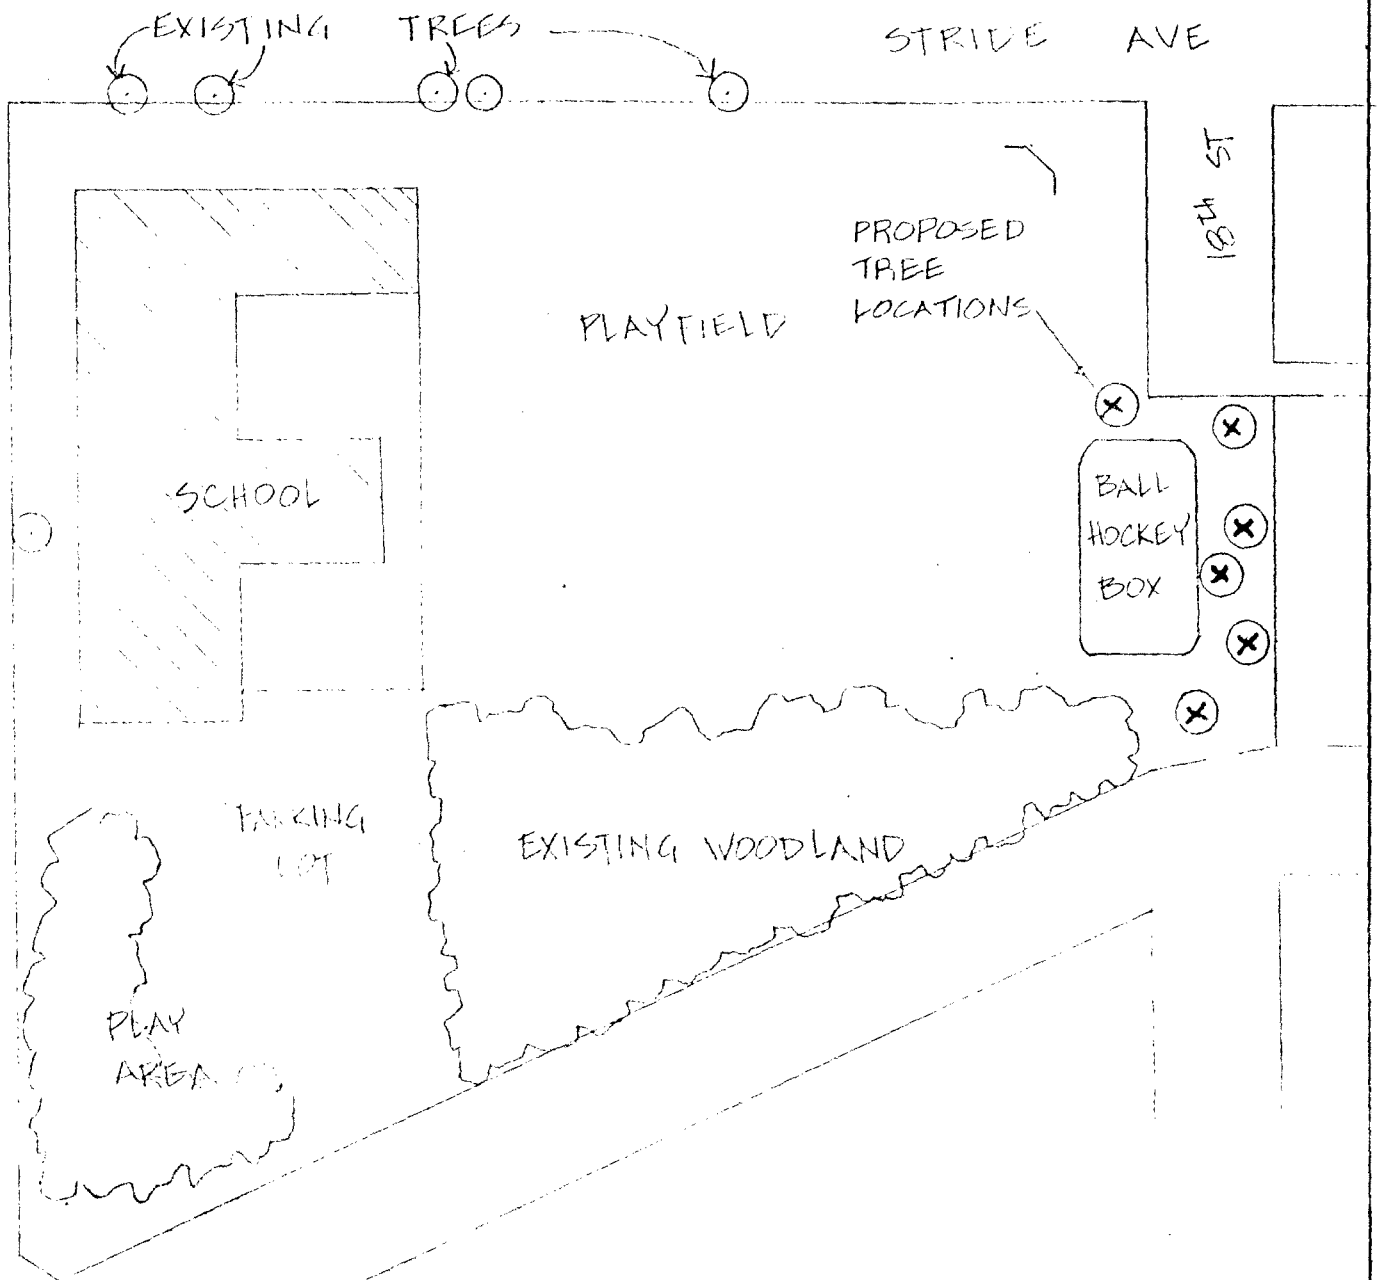 EXISTING TREES
STRIDE AVE
18th ST
PROPOSED
TREE
LOCATIONS
PLAYFIELD
SCHOOL
BALL
HOCKEY
BOX
PARKING
LOT
EXISTING WOODLAND
PLAY
AREA